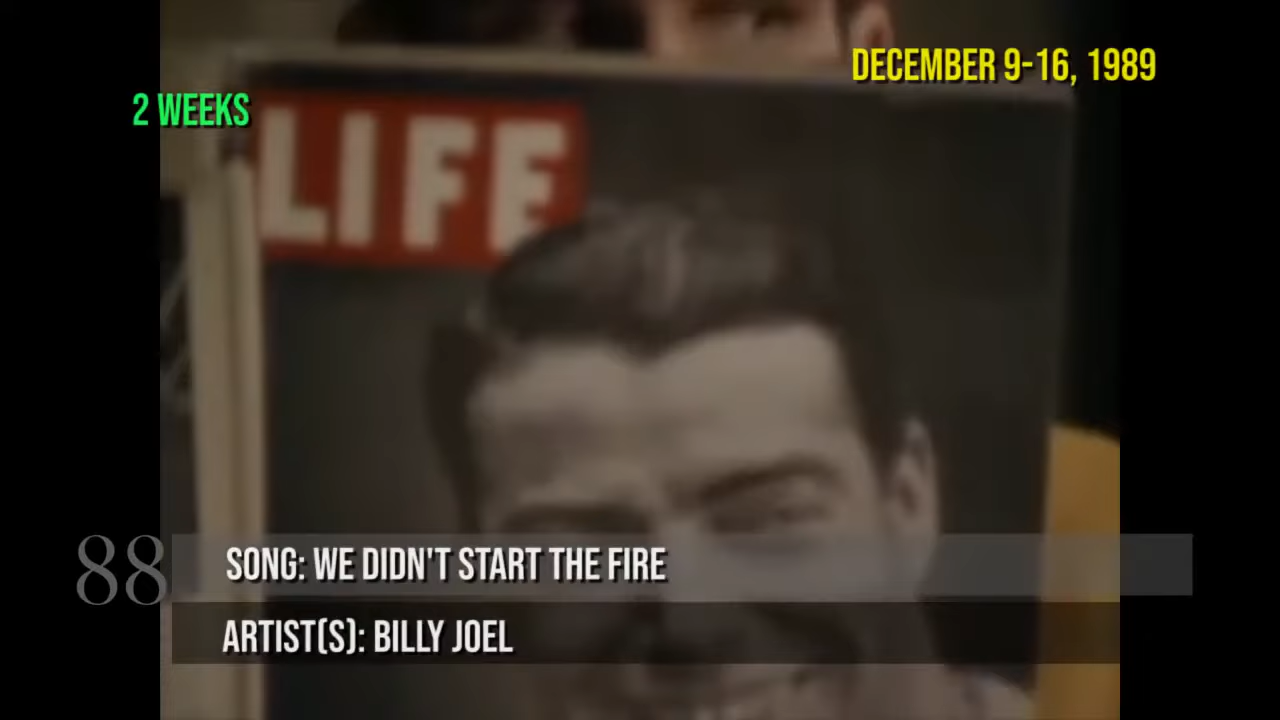 DECEMBER 9-16, 1989
2 WEEKS
LIFE
88
SONG: WE DIDN'T START THE FIRE
ARTIST(S): BILLY JOEL